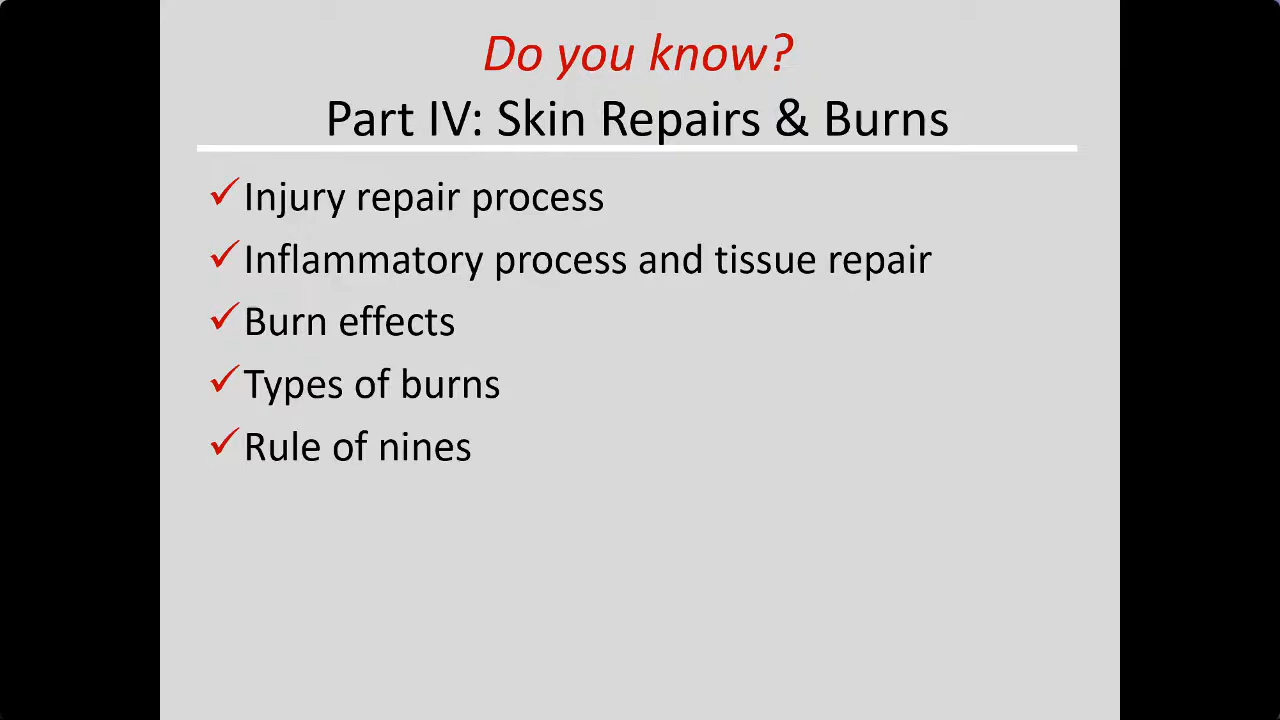 Do you know?
Part IV: Skin Repairs & Burns
✓Injury repair process
✓Inflammatory process and tissue repair
✓Burn effects
✓Types of burns
✓Rule of nines